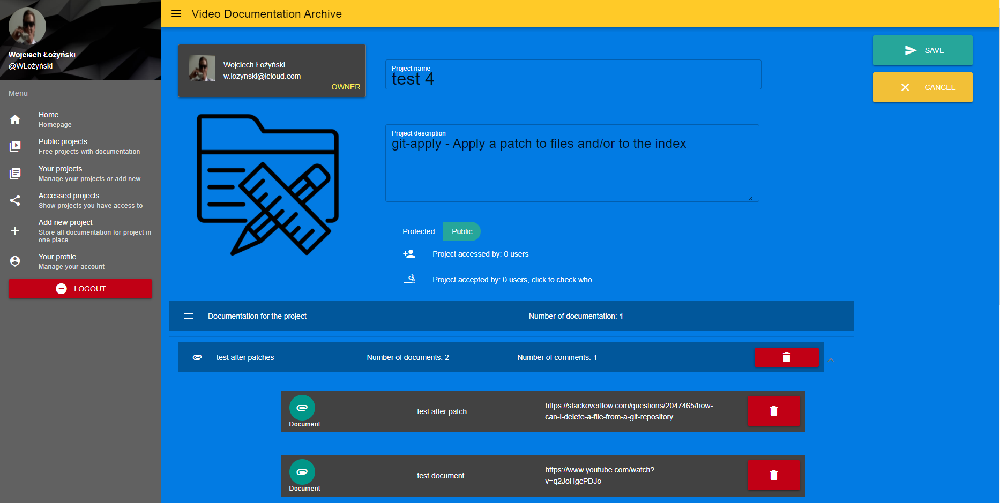 Wojciech Łożyński
@WŁożyński
Menu
Home
Homepage
Public projects
Free projects with documentation
Your projects
Manage your projects or add new
Accessed projects
Show projects you have access to
Add new project
Store all documentation for project in
one place
Your profile
Manage your account
LOGOUT
Video Documentation Archive
Wojciech Łożyński
w.lozynski@icloud.com
OWNER
Project name
test 4
SAVE
CANCEL
Project description
git-apply - Apply a patch to files and/or to the index
Protected Public
Project accessed by: 0 users
Project accepted by: 0 users, click to check who
Documentation for the project Number of documentation: 1
test after patches Number of documents: 2 Number of comments: 1
Document
test after patch
https://stackoverflow.com/questions/2047465/how-
can-i-delete-a-file-from-a-git-repository
Document
test document
https://www.youtube.com/watch?
v=q2JoHgcPDJo